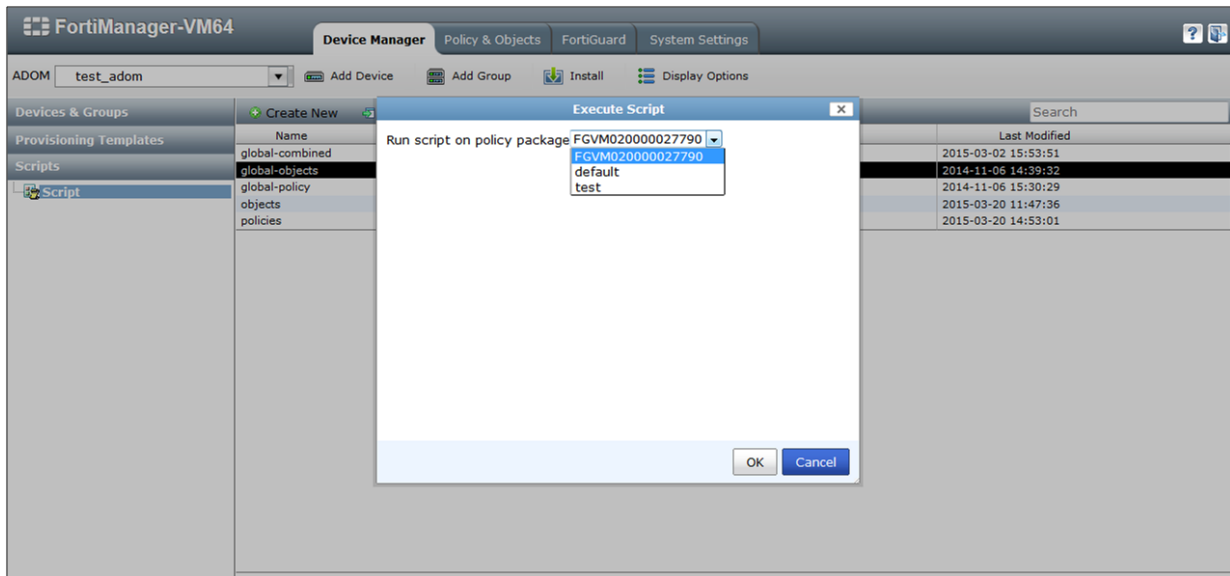 FortiManager-VM64
Device Manager Policy & Objects FortiGuard System Settings
?
ADOM test_adom Add Device Add Group Install Display Options
Devices & Groups
Provisioning Templates
Scripts
Script
Create New
Search
Name Last Modified
global-combined 2015-03-02 15:53:51
global-objects 2014-11-06 14:39:32
global-policy 2014-11-06 15:30:29
objects 2015-03-20 11:47:36
policies 2015-03-20 14:53:01
Execute Script
Run script on policy package FGVM020000027790
FGVM020000027790
default
test
OK Cancel